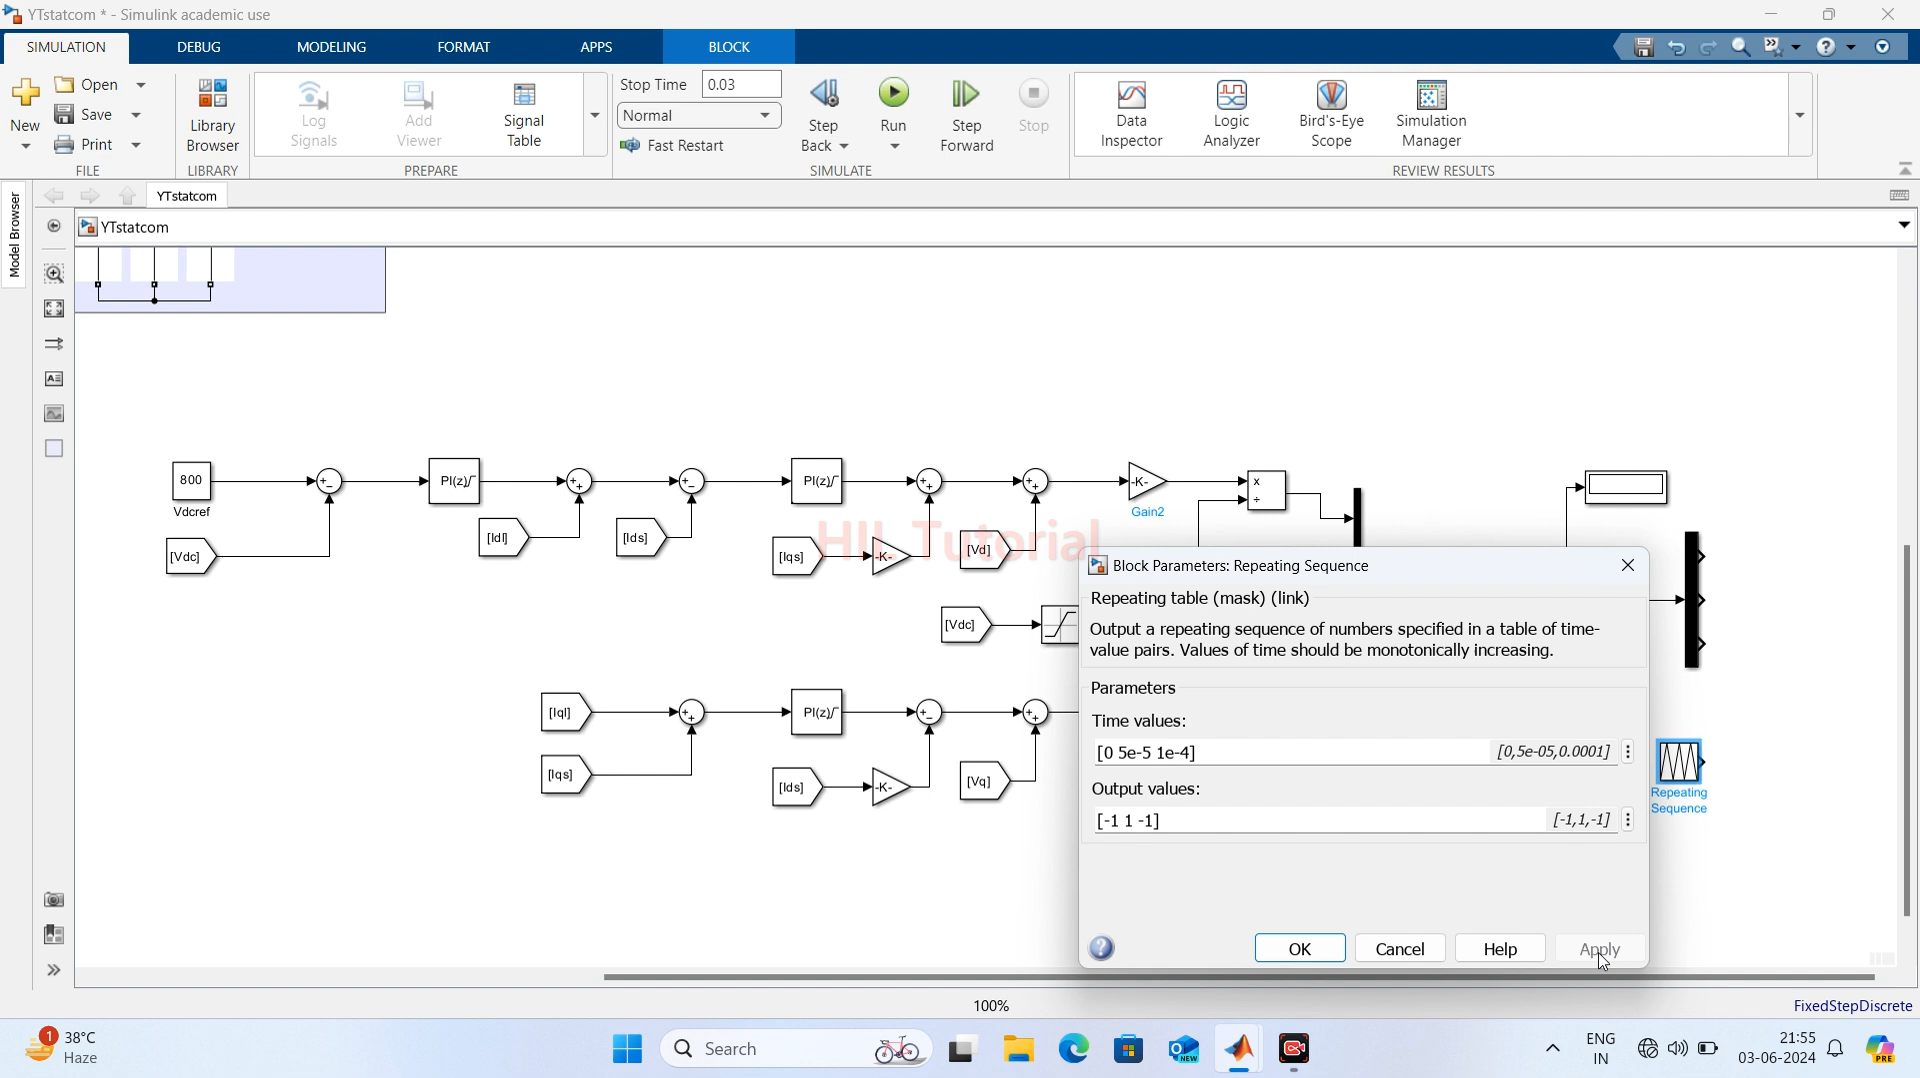 YTstatcom * - Simulink academic use
SIMULATION
DEBUG
MODELING
FORMAT
APPS
BLOCK
New
Open
Save
Print
FILE
Library
Browser
LIBRARY
Log
Signals
Add
Viewer
Signal
Table
PREPARE
Stop Time
0.03
Normal
Fast Restart
Step
Back
Run
Step
Forward
Stop
SIMULATE
Data
Inspector
Logic
Analyzer
Bird's-Eye
Scope
Simulation
Manager
REVIEW RESULTS
Model Browser
YTstatcom
YTstatcom
800
Vdcref
[Vdc]
PI(z)
[Idl]
[Ids]
PI(z)
[Iqs]
-K-
[Vd]
-K-
Gain2
x
÷
HIL Tutorial
[Vdc]
[Iql]
[Iqs]
PI(z)
[Ids]
-K-
[Vq]
Block Parameters: Repeating Sequence
Repeating table (mask) (link)
Output a repeating sequence of numbers specified in a table of time-
value pairs. Values of time should be monotonically increasing.
Parameters
Time values:
[0 5e-5 1e-4]
[0,5e-05,0.0001]
Output values:
[-1 1 -1]
[-1,1,-1]
OK
Cancel
Help
Apply
Repeating
Sequence
100%
FixedStepDiscrete
1
38°C
Haze
Search
NEW
ENG
IN
21:55
03-06-2024
PRE